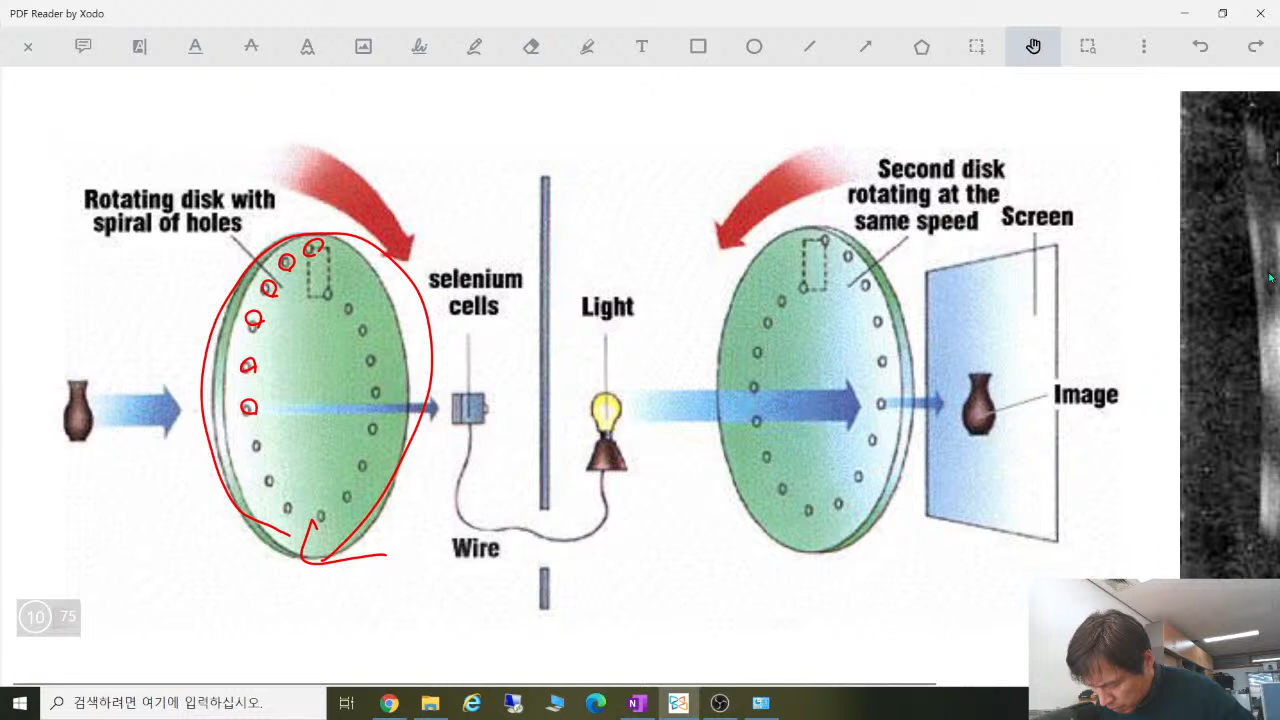 PDF Reader by Xodo
Rotating disk with
spiral of holes
selenium
cells
Light
Wire
Second disk
rotating at the
same speed
Screen
Image
10 75
검색하려면 여기에 입력하십시오.